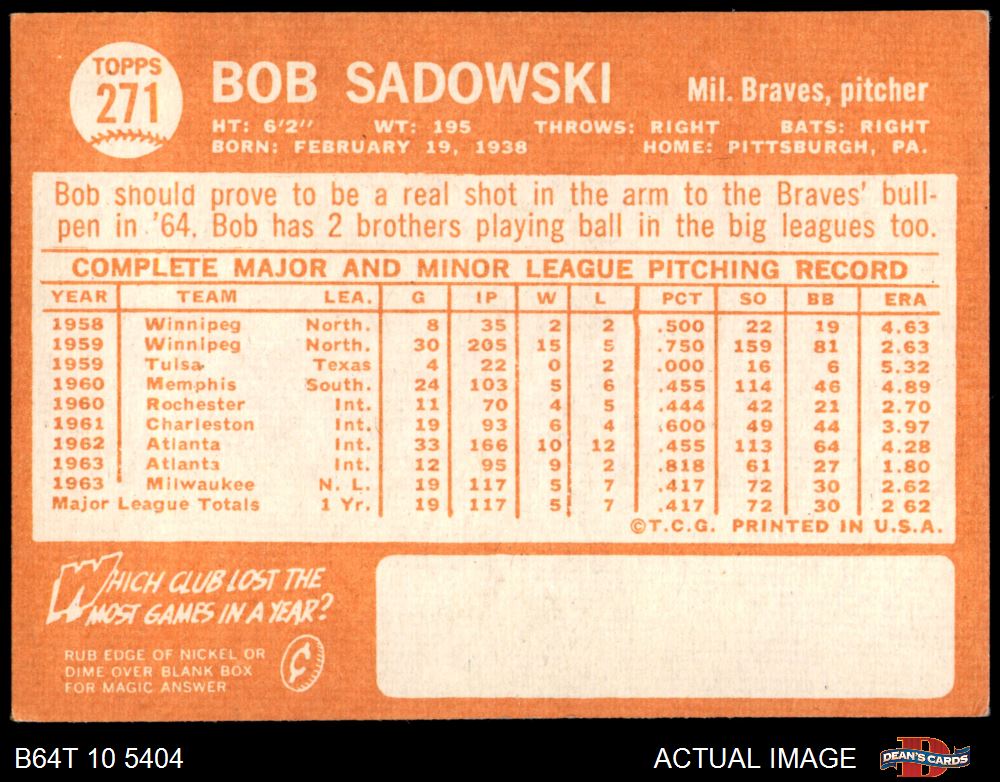 TOPPS
271
BOB SADOWSKI
Mil. Braves, pitcher
HT: 6'2" WT: 195 THROWS: RIGHT BATS: RIGHT
BORN: FEBRUARY 19, 1938 HOME: PITTSBURGH, PA.
Bob should prove to be a real shot in the arm to the Braves' bull-
pen in '64. Bob has 2 brothers playing ball in the big leagues too.
COMPLETE MAJOR AND MINOR LEAGUE PITCHING RECORD
YEAR TEAM LEA. G IP W L PCT SO BB ERA
1958 Winnipeg North. 8 35 2 2 .500 22 19 4.63
1959 Winnipeg North. 30 205 15 5 .750 159 81 2.63
1959 Tulsa Texas 4 22 0 2 .000 16 6 5.32
1960 Memphis South. 24 103 5 6 .455 114 46 4.89
1960 Rochester Int. 11 70 4 5 .444 42 21 2.70
1961 Charleston Int. 19 93 6 4 .600 49 44 3.97
1962 Atlanta Int. 33 166 10 12 .455 113 64 4.28
1963 Atlanta Int. 12 95 9 2 .818 61 27 1.80
1963 Milwaukee N. L. 19 117 5 7 .417 72 30 2.62
Major League Totals 1 Yr. 19 117 5 7 .417 72 30 2 62
©T.C.G. PRINTED IN U.S.A.
WHICH CLUB LOST THE
MOST GAMES IN A YEAR?
RUB EDGE OF NICKEL OR
DIME OVER BLANK BOX
FOR MAGIC ANSWER
B64T 10 5404
ACTUAL IMAGE
DEAN'S CARDS